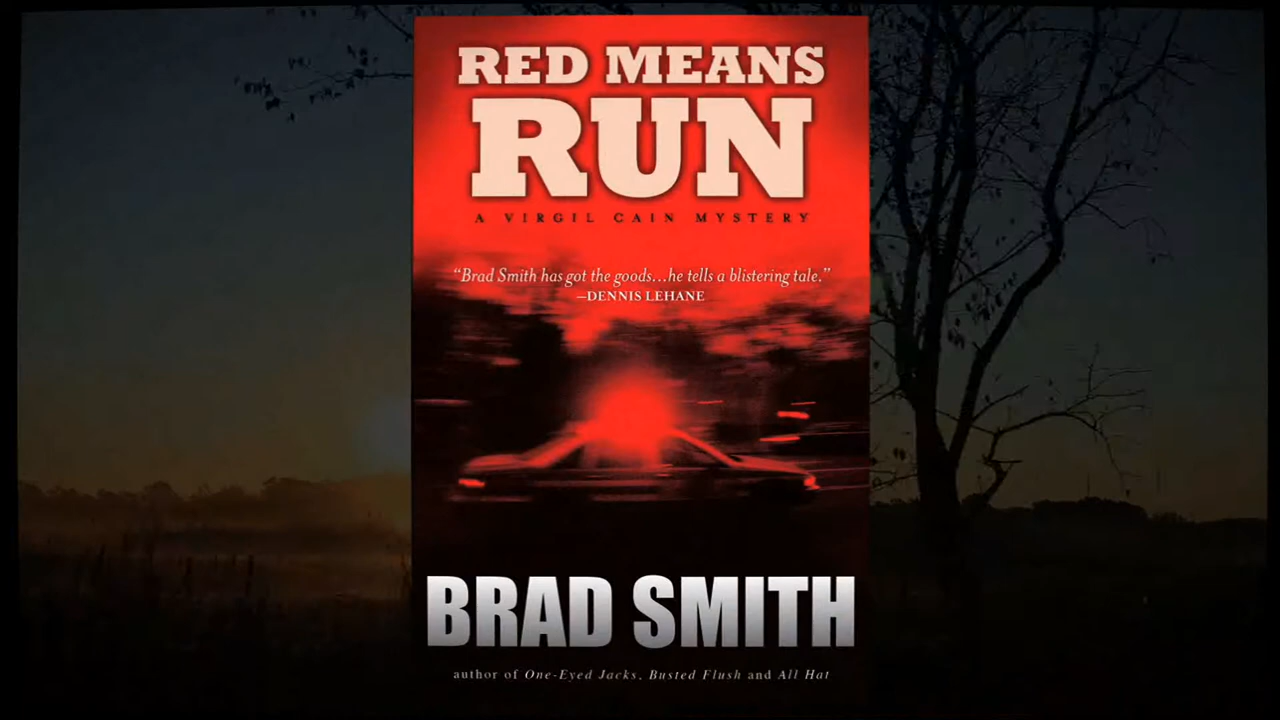 RED MEANS
RUN
A VIRGIL CAIN MYSTERY
“Brad Smith has got the goods...he tells a blistering tale.”
—DENNIS LEHANE
BRAD SMITH
author of One-Eyed Jacks, Busted Flush and All Hat